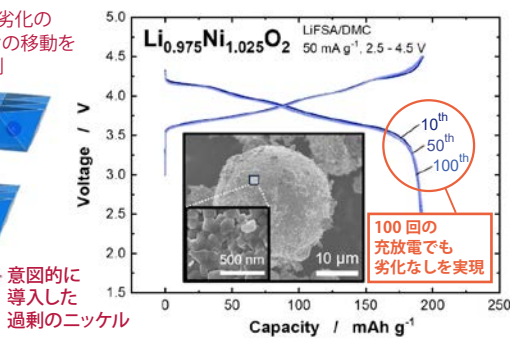 劣化の
の移動を
Li0.975Ni1.025O2
LiFSA/DMC
50 mA g-1, 2.5 - 4.5 V
5.0
4.5
4.0
3.5
3.0
2.5
2.0
1.5
Voltage / V
10th
50th
100th
500 nm
10 µm
100 回の
充放電でも
劣化なしを実現
意図的に
導入した
過剰のニッケル
0
50
100
150
200
250
Capacity / mAh g-1